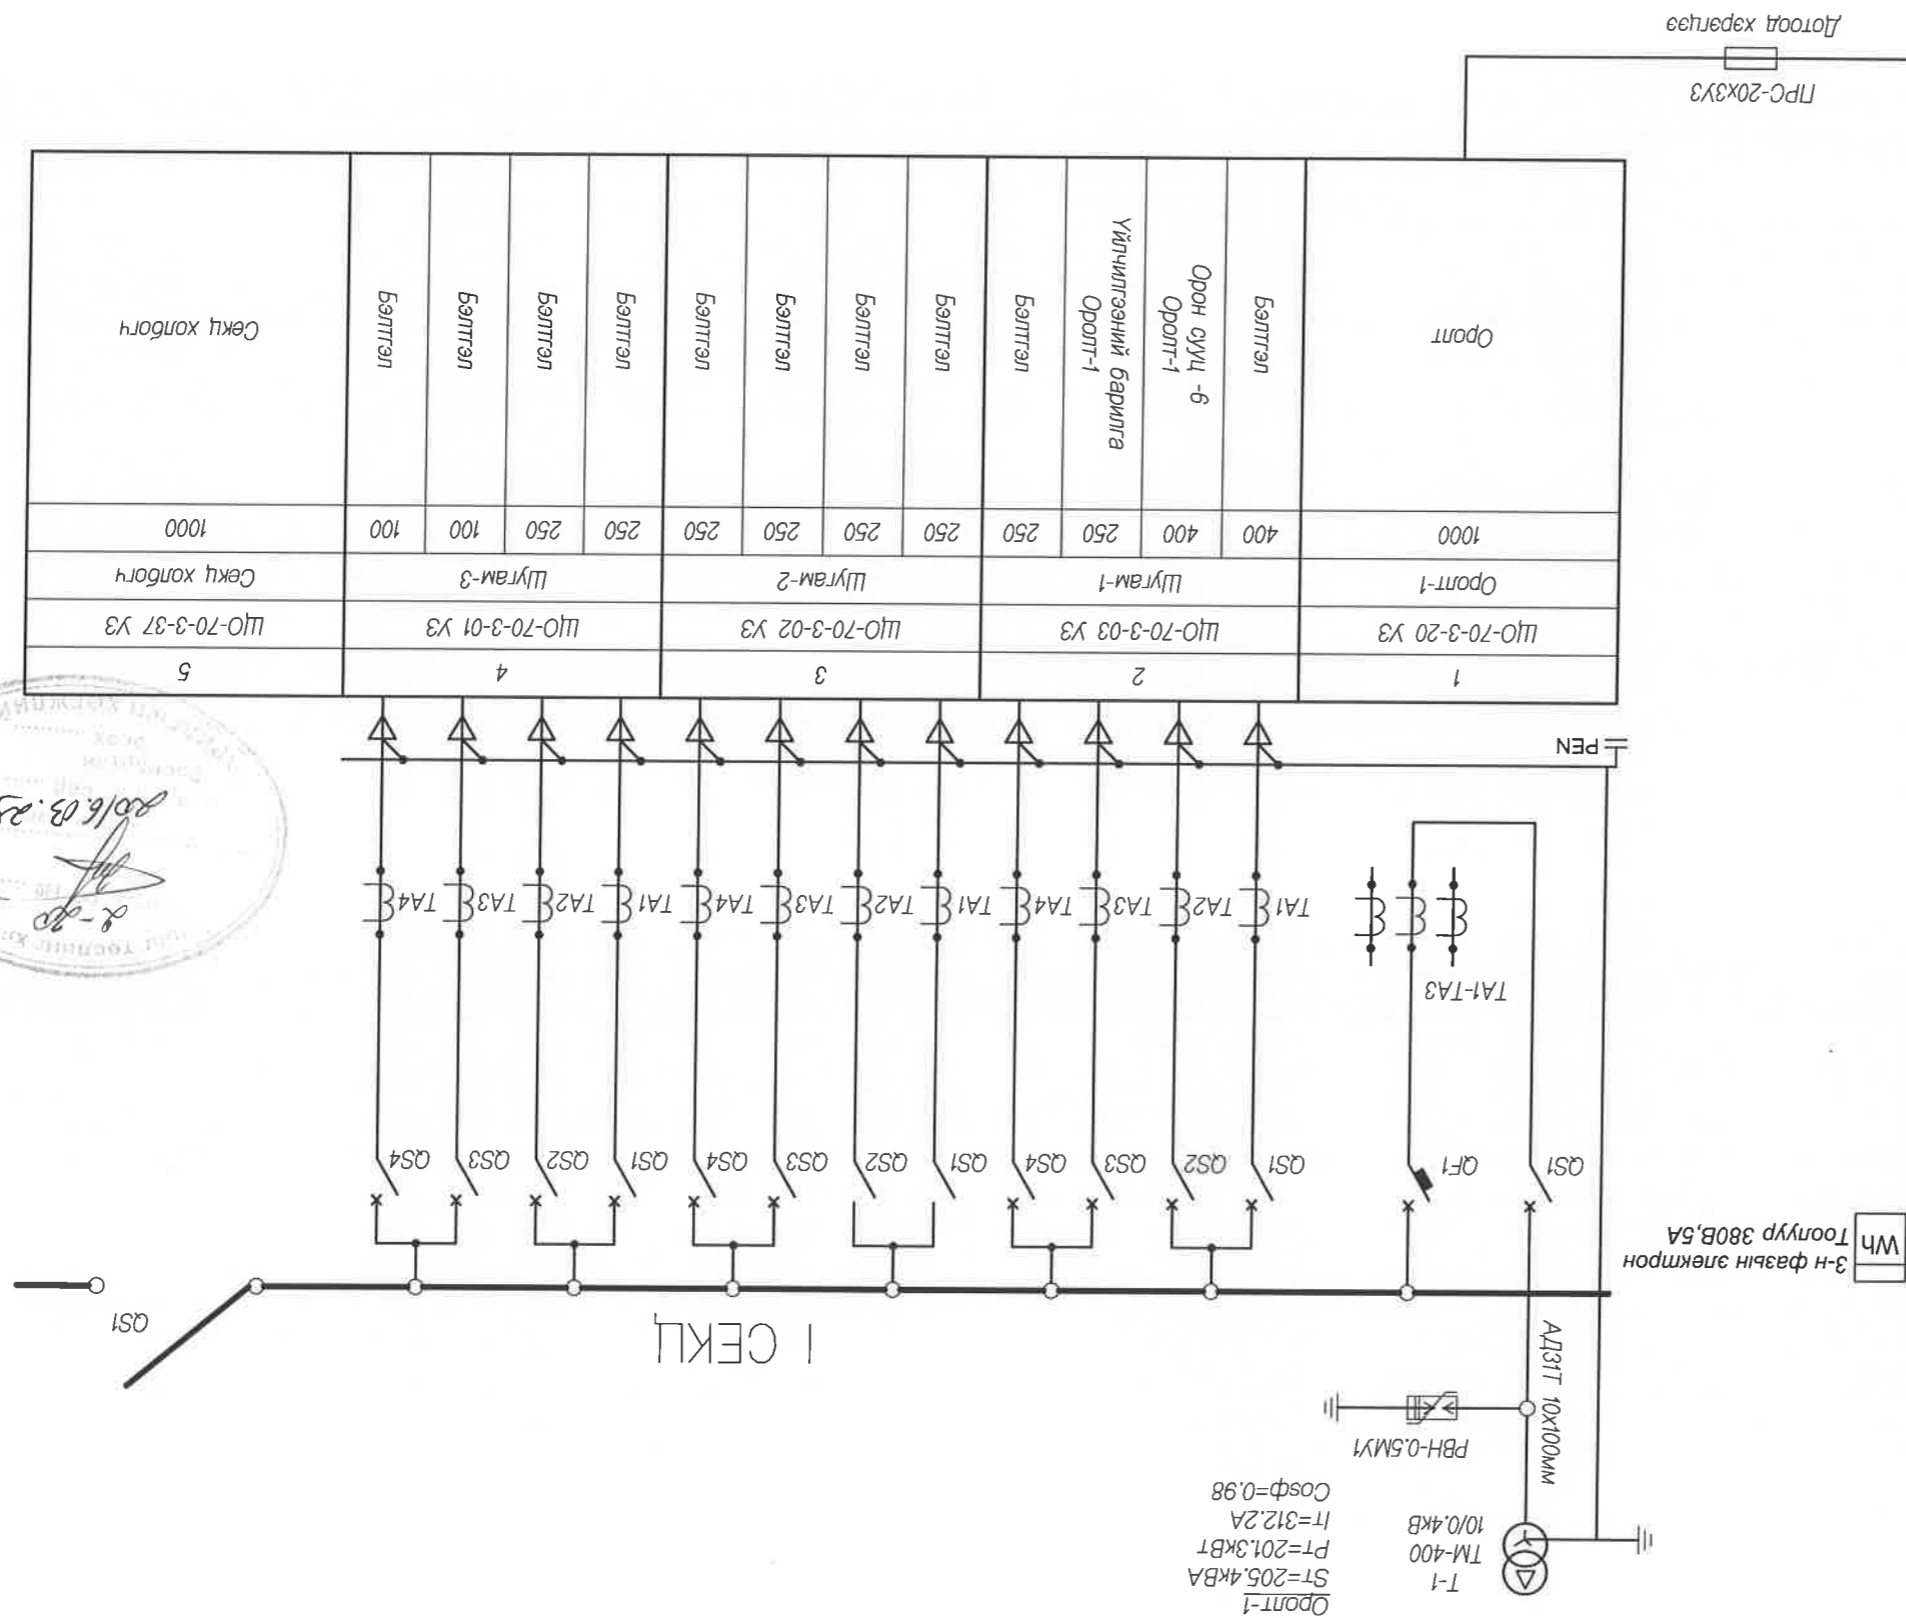 Оролт-1
Sт=205.4кВА
Pт=201.3кВт
Iт=312.2А
Cosф=0.98
Т-1
ТМ-400
10/0.4кВ
РВН-0.5МУ1
АД31Т 10х100мм
I СЕКЦ
QS1
Wh
3-н фазын электрон
Тоолуур 380В,5А
QS1
QF1
QS1
QS2
QS3
QS4
QS1
QS2
QS3
QS4
QS1
QS2
QS3
QS4
TA1-TA3
TA1
TA2
TA3
TA4
TA1
TA2
TA3
TA4
TA1
TA2
TA3
TA4
2016.03.2
PEN
1 2 3 4 5
ЩО-70-3-20 У3 ЩО-70-3-03 У3 ЩО-70-3-02 У3 ЩО-70-3-01 У3 ЩО-70-3-37 У3
Оролт-1 Шугам-1 Шугам-2 Шугам-3 Секц холбогч
1000 400 400 250 250 250 250 250 250 250 250 100 100 1000
Оролт
Бэлтгэл
Орон сууц -6
Оролт-1
Үйлчилгээний барилга
Оролт-1
Бэлтгэл
Бэлтгэл
Бэлтгэл
Бэлтгэл
Бэлтгэл
Бэлтгэл
Бэлтгэл
Бэлтгэл
Бэлтгэл
Секц холбогч
ПРС-20х3У3
Дотоод хэрэгцээ